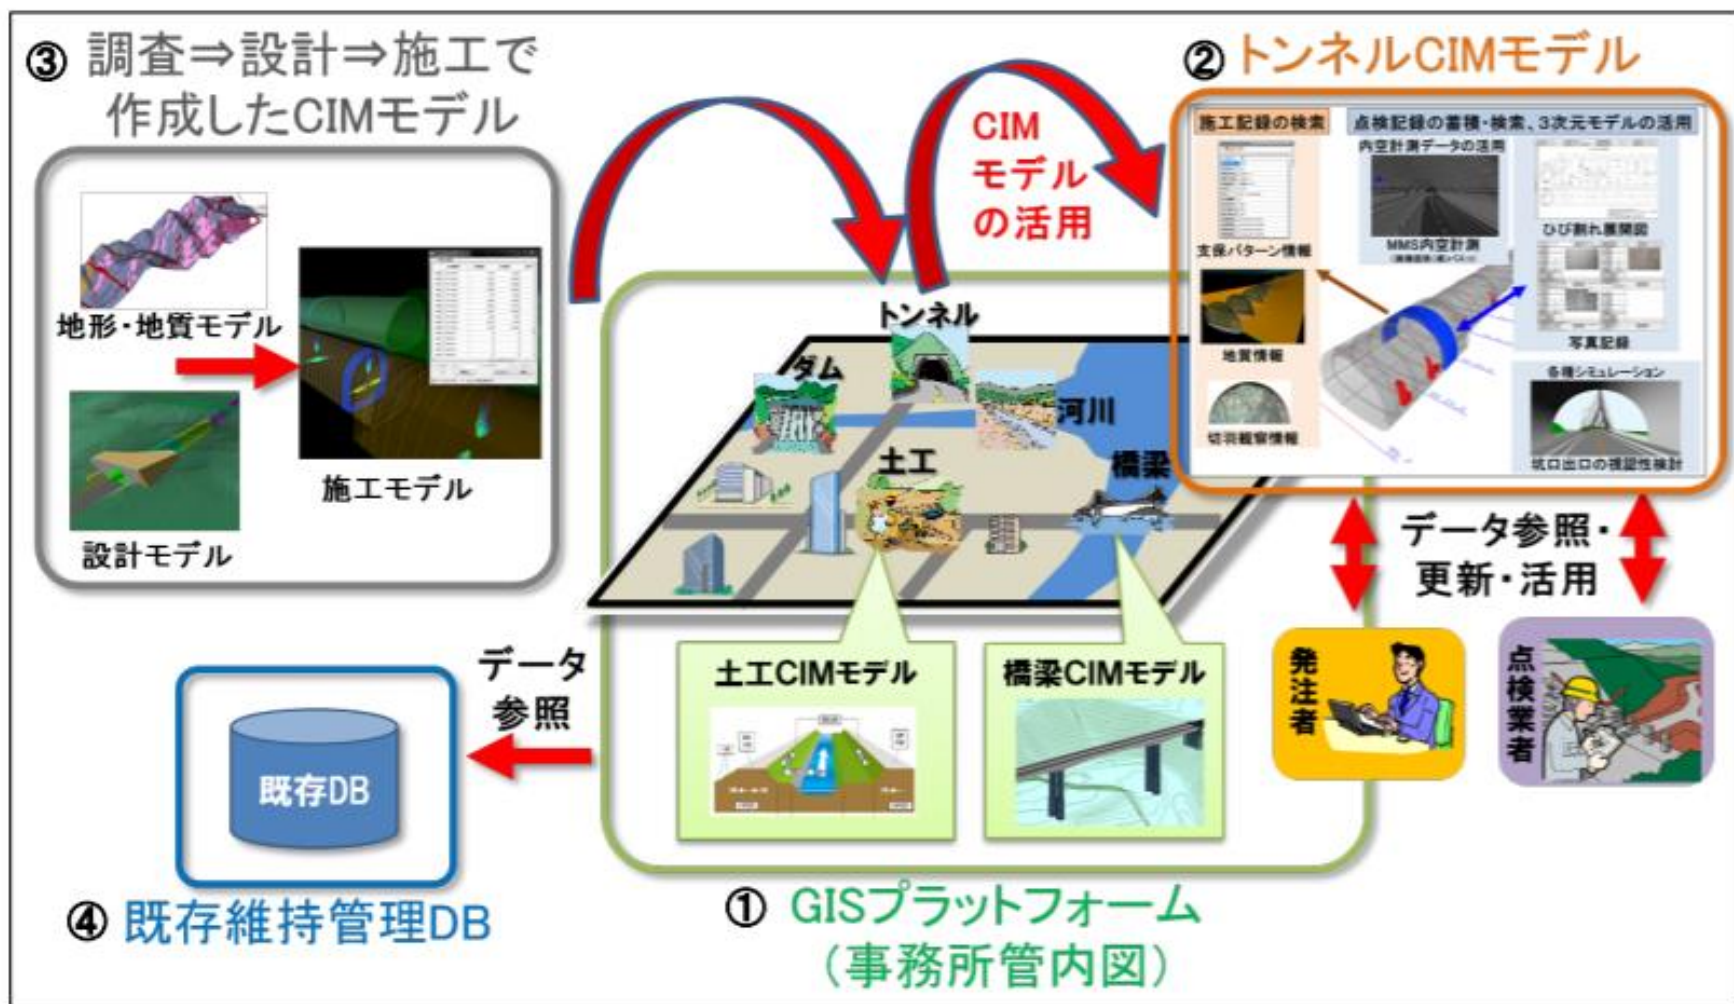 ③ 調査⇒設計⇒施工で
作成したCIMモデル
地形・地質モデル
施工モデル
設計モデル
CIM
モデル
の活用
② トンネルCIMモデル
施工記録の検索
点検記録の蓄積・検索、3次元モデルの活用
内空計測データの活用
支保パターン情報
MMS内空計測
ひび割れ展開図
地質情報
写真記録
切羽観察情報
各種シミュレーション
坑口出口の視認性検討
トンネル
ダム
河川
土工
橋梁
土工CIMモデル
橋梁CIMモデル
データ参照・
更新・活用
発注者
点検業者
データ
参照
既存DB
④ 既存維持管理DB
① GISプラットフォーム
（事務所管内図）